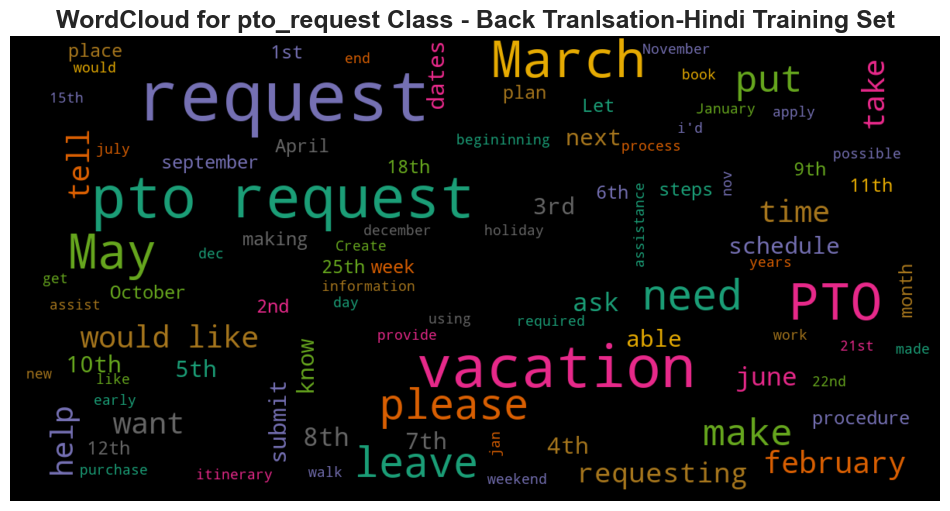 WordCloud for pto_request Class - Back Tranlsation-Hindi Training Set
place
would
1st
end
dates
March
November
book
put
take
15th
request
plan
Let
January
apply
tell
july
september
April
begininning
next
i'd
process
possible
18th
9th
11th
pto request
3rd
6th
assistance
steps
nov
time
May
dec
making
december
holiday
Create
schedule
years
get
October
25th
week
information
day
assist
2nd
ask
need
PTO
month
using
required
would like
provide
able
work
21st
made
new
10th
like
5th
know
vacation
june
22nd
early
help
want
submit
please
make
procedure
12th
8th
7th
jan
4th
purchase
itinerary
walk
leave
weekend
requesting
february